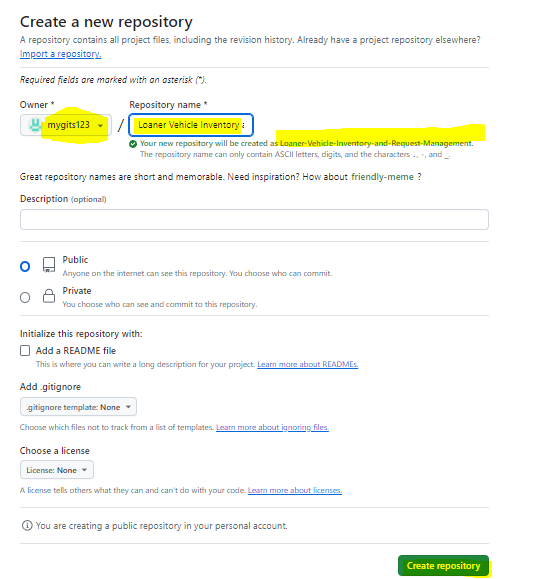 Create a new repository
A repository contains all project files, including the revision history. Already have a project repository elsewhere?
Import a repository.
Required fields are marked with an asterisk (*).
Owner * Repository name *
mygits123 / Loaner Vehicle Inventory
Your new repository will be created as Loaner-Vehicle-Inventory-and-Request-Management.
The repository name can only contain ASCII letters, digits, and the characters ., -, and _.
Great repository names are short and memorable. Need inspiration? How about friendly-meme ?
Description (optional)
Public
Anyone on the internet can see this repository. You choose who can commit.
Private
You choose who can see and commit to this repository.
Initialize this repository with:
Add a README file
This is where you can write a long description for your project. Learn more about READMEs.
Add .gitignore
.gitignore template: None
Choose which files not to track from a list of templates. Learn more about ignoring files.
Choose a license
License: None
A license tells others what they can and can't do with your code. Learn more about licenses.
You are creating a public repository in your personal account.
Create repository